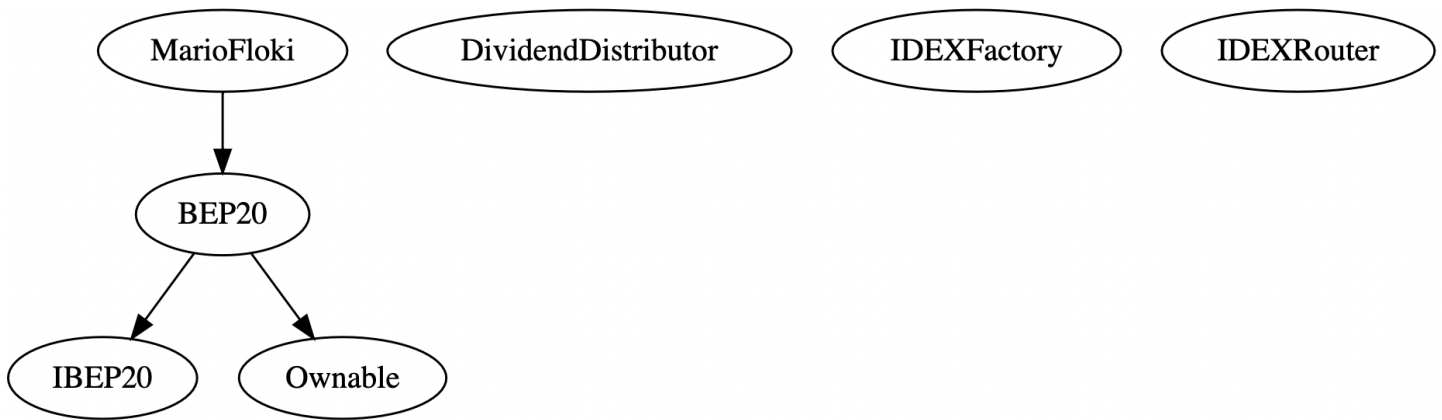 MarioFloki
DividendDistributor
IDEXFactory
IDEXRouter
BEP20
IBEP20
Ownable